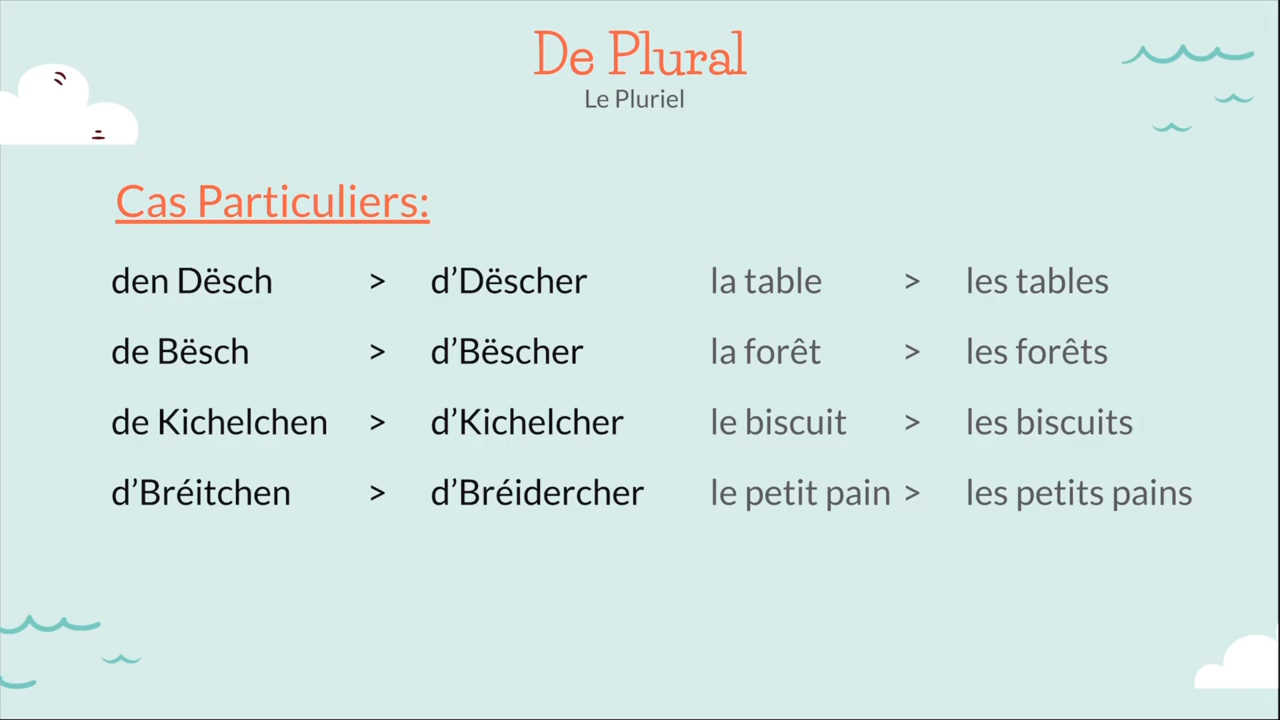 De Plural
Le Pluriel
Cas Particuliers:
den Dësch > d’Dëscher la table > les tables
de Bësch > d’Bëscher la forêt > les forêts
de Kichelchen > d’Kichelcher le biscuit > les biscuits
d’Bréitchen > d’Bréidercher le petit pain > les petits pains